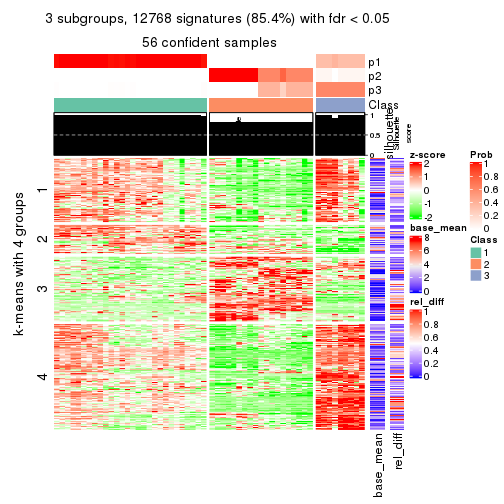 3 subgroups, 12768 signatures (85.4%) with fdr < 0.05
56 confident samples
p1
p2
p3
Class
silhouette
Silhouette
score
1
0.5
0
k-means with 4 groups
1
2
3
4
base_mean
rel_diff
z-score
2
1
0
-1
-2
base_mean
8
6
4
2
0
rel_diff
1
0.8
0.6
0.4
0.2
0
Prob
1
0.8
0.6
0.4
0.2
0
Class
1
2
3